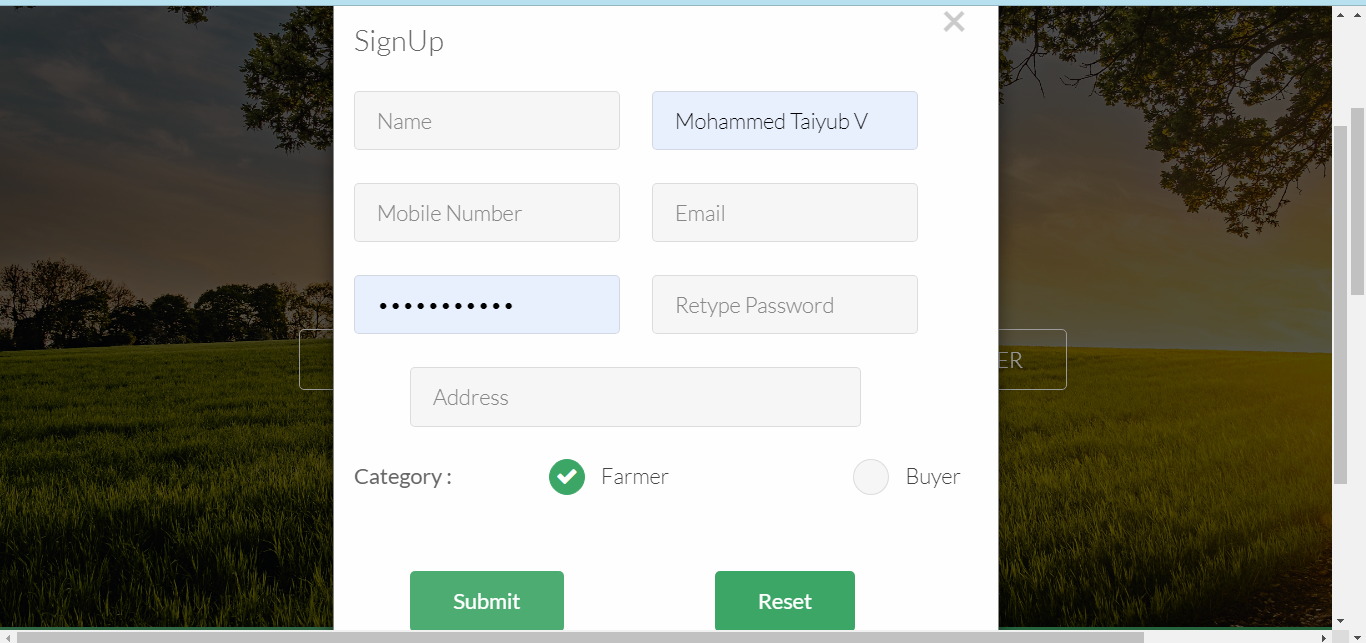 SignUp
Name
Mohammed Taiyub V
Mobile Number
Email
•••••••••••
Retype Password
ER
Address
Category :
Farmer
Buyer
Submit
Reset